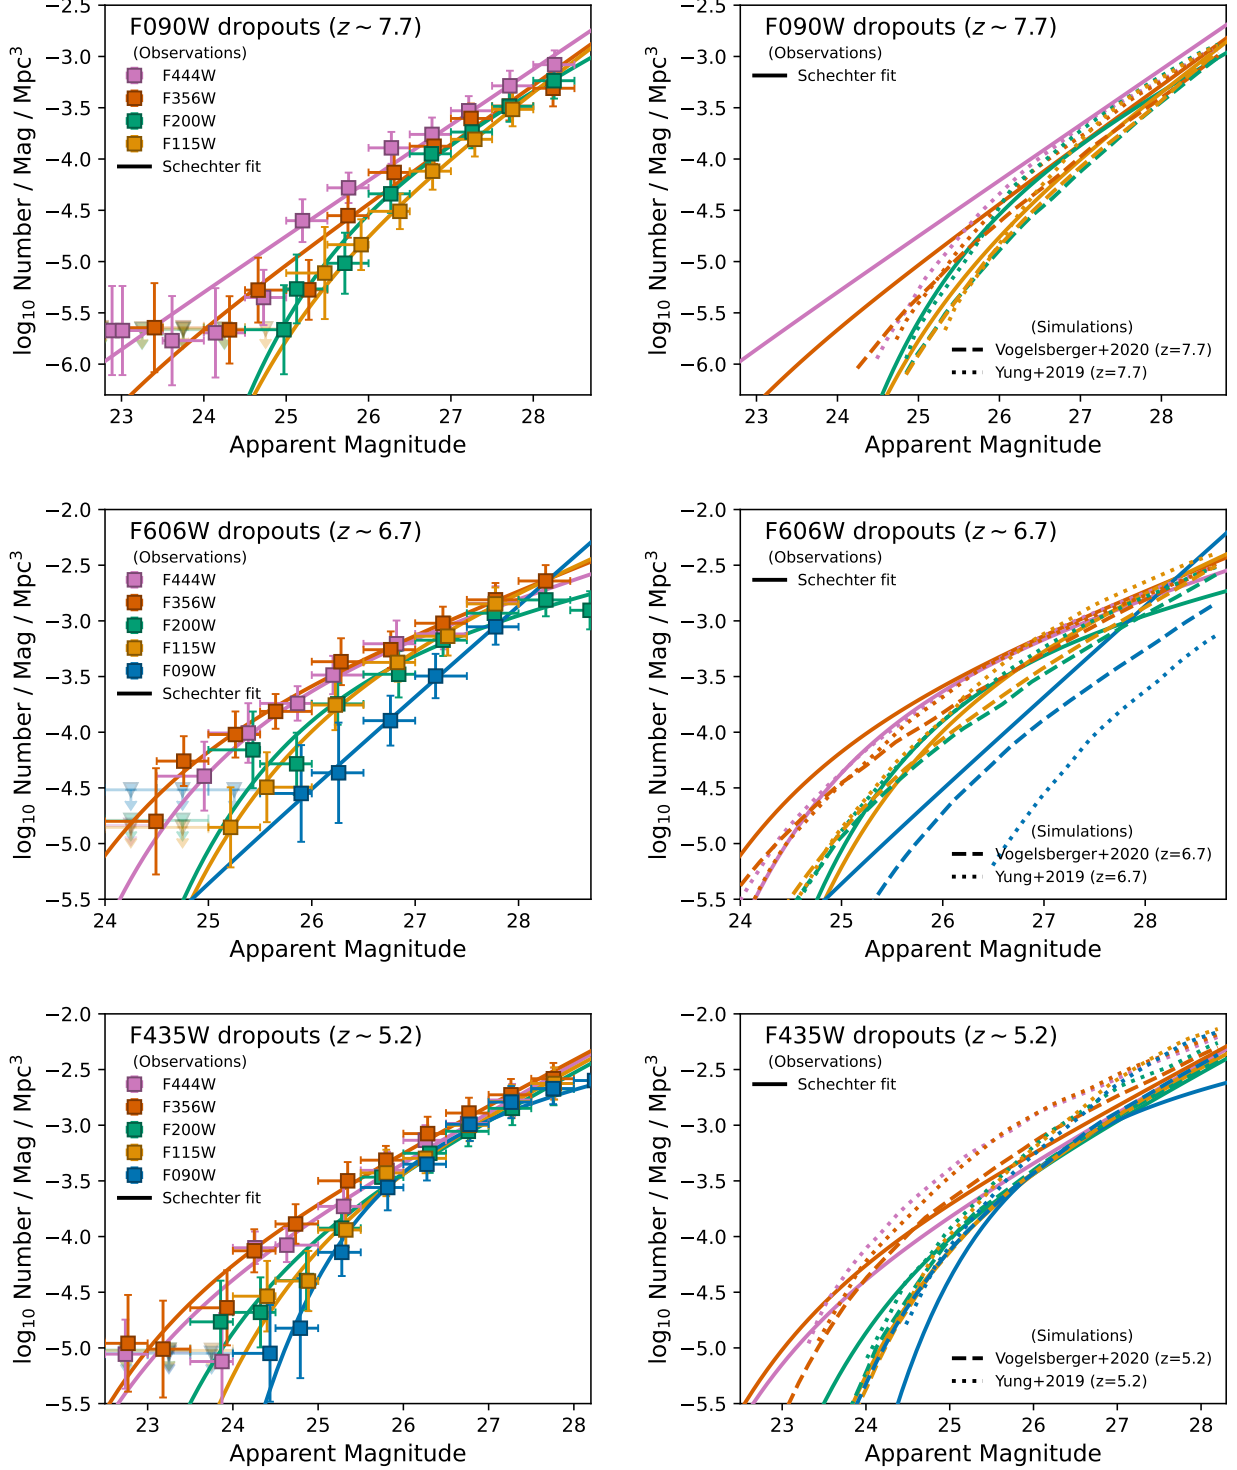 F090W dropouts (z ~ 7.7)
(Observations)
F444W
F356W
F200W
F115W
Schechter fit
−2.5
−3.0
−3.5
−4.0
−4.5
−5.0
−5.5
−6.0
log10 Number / Mag / Mpc³
23 24 25 26 27 28
Apparent Magnitude
F090W dropouts (z ~ 7.7)
(Observations)
Schechter fit
−2.5
−3.0
−3.5
−4.0
−4.5
−5.0
−5.5
−6.0
log10 Number / Mag / Mpc³
(Simulations)
Vogelsberger+2020 (z=7.7)
Yung+2019 (z=7.7)
23 24 25 26 27 28
Apparent Magnitude
F606W dropouts (z ~ 6.7)
(Observations)
F444W
F356W
F200W
F115W
F090W
Schechter fit
−2.0
−2.5
−3.0
−3.5
−4.0
−4.5
−5.0
−5.5
log10 Number / Mag / Mpc³
24 25 26 27 28
Apparent Magnitude
F606W dropouts (z ~ 6.7)
(Observations)
Schechter fit
−2.0
−2.5
−3.0
−3.5
−4.0
−4.5
−5.0
−5.5
log10 Number / Mag / Mpc³
(Simulations)
Vogelsberger+2020 (z=6.7)
Yung+2019 (z=6.7)
24 25 26 27 28
Apparent Magnitude
F435W dropouts (z ~ 5.2)
(Observations)
F444W
F356W
F200W
F115W
F090W
Schechter fit
−2.0
−2.5
−3.0
−3.5
−4.0
−4.5
−5.0
−5.5
log10 Number / Mag / Mpc³
23 24 25 26 27 28
Apparent Magnitude
F435W dropouts (z ~ 5.2)
(Observations)
Schechter fit
−2.0
−2.5
−3.0
−3.5
−4.0
−4.5
−5.0
−5.5
log10 Number / Mag / Mpc³
(Simulations)
Vogelsberger+2020 (z=5.2)
Yung+2019 (z=5.2)
23 24 25 26 27 28
Apparent Magnitude